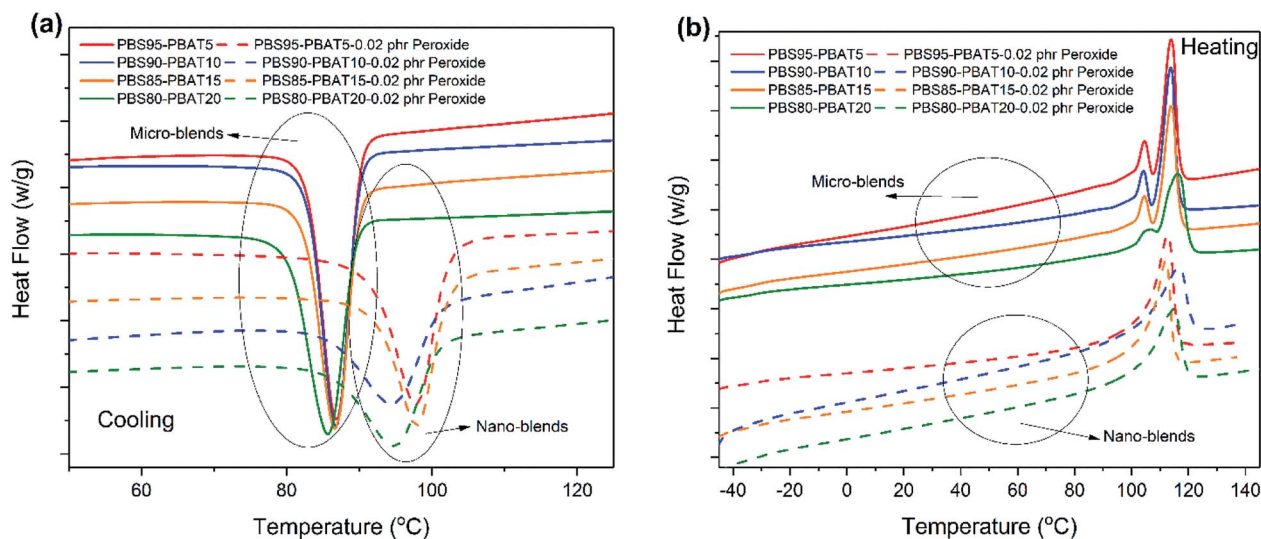 (a)
PBS95-PBAT5 PBS95-PBAT5-0.02 phr Peroxide
PBS90-PBAT10 PBS90-PBAT10-0.02 phr Peroxide
PBS85-PBAT15 PBS85-PBAT15-0.02 phr Peroxide
PBS80-PBAT20 PBS80-PBAT20-0.02 phr Peroxide
Micro-blends
Heat Flow (w/g)
Cooling
Nano-blends
60 80 100 120
Temperature (°C)
(b)
PBS95-PBAT5 PBS95-PBAT5-0.02 phr Peroxide
Heating
PBS90-PBAT10 PBS90-PBAT10-0.02 phr Peroxide
PBS85-PBAT15 PBS85-PBAT15-0.02 phr Peroxide
PBS80-PBAT20 PBS80-PBAT20-0.02 phr Peroxide
Micro-blends
Heat Flow (w/g)
Nano-blends
-40 -20 0 20 40 60 80 100 120 140
Temperature (°C)